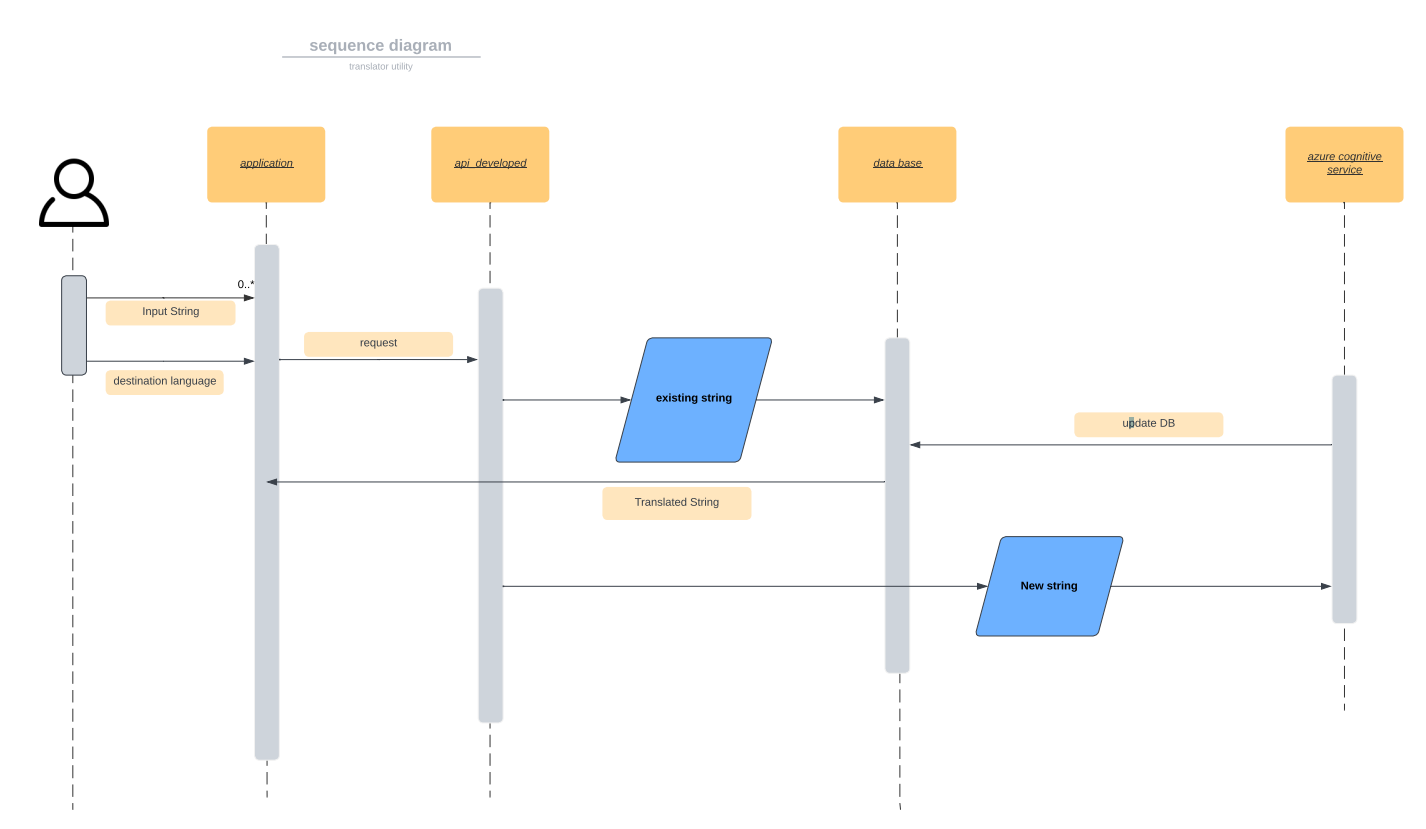 sequence diagram
translator utility
application
api_developed
data base
azure cognitive
service
0..*
Input String
request
destination language
existing string
update DB
Translated String
New string